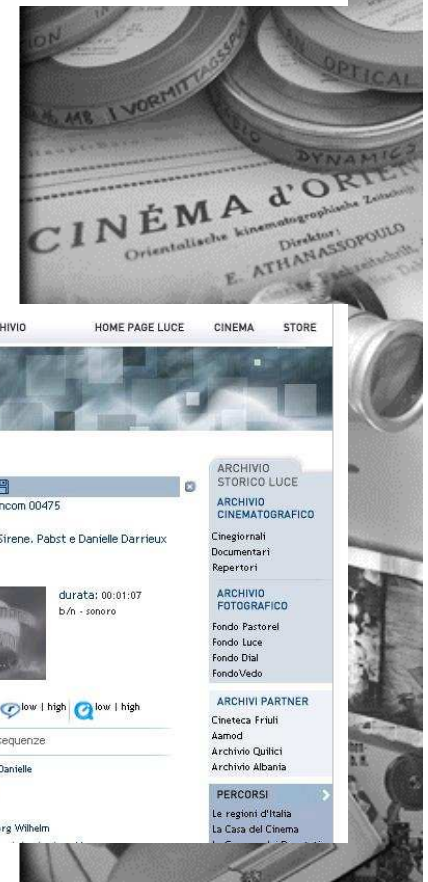 I VORMITTAGSSPUK
AN OPTICAL
DYNAMICS
CINÉMA d'ORIENT
Orientalische kinematographische Zeitschrift
Direktor:
E. ATHANASSOPOULO
HIVIO
HOME PAGE LUCE
CINEMA
STORE
ncom 00475
Sirene, Pabst e Danielle Darrieux
durata: 00:01:07
b/n - sonoro
low | high
low | high
equenze
Danielle
rg Wilhelm
ARCHIVIO
STORICO LUCE
ARCHIVIO
CINEMATOGRAFICO
Cinegiornali
Documentari
Repertori
ARCHIVIO
FOTOGRAFICO
Fondo Pastorel
Fondo Luce
Fondo Dial
FondoVedo
ARCHIVI PARTNER
Cineteca Friuli
Aamod
Archivio Quilici
Archivio Albania
PERCORSI
Le regioni d'Italia
La Casa del Cinema